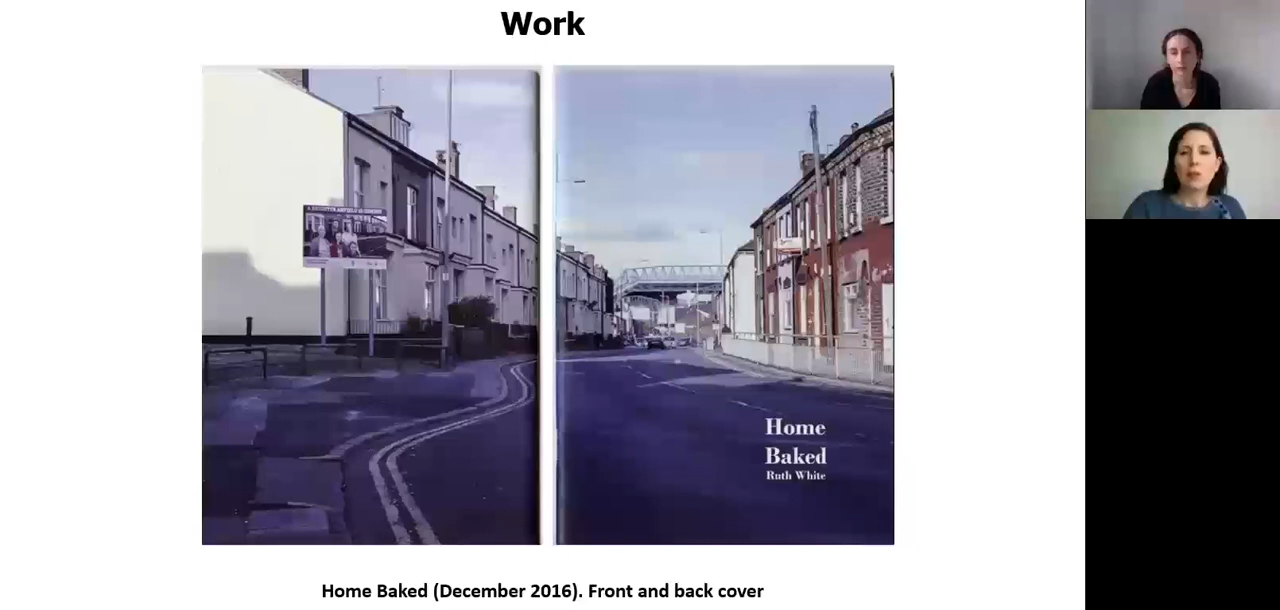 Work
Home
Baked
Ruth White
Home Baked (December 2016). Front and back cover